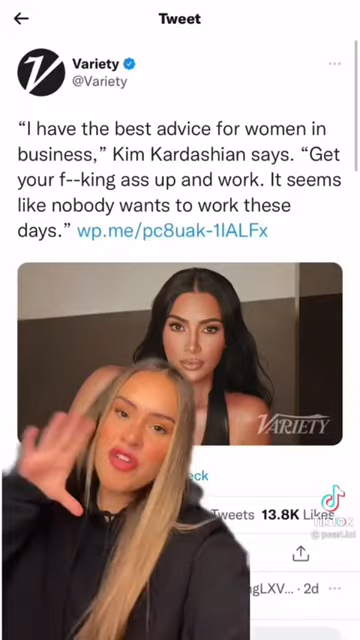 Tweet
Variety
@Variety
“I have the best advice for women in
business,” Kim Kardashian says. “Get
your f--king ass up and work. It seems
like nobody wants to work these
days.” wp.me/pc8uak-1lALFx
VARIETY
eck
Tweets 13.8K Likes
TikTok
gLXV... · 2d